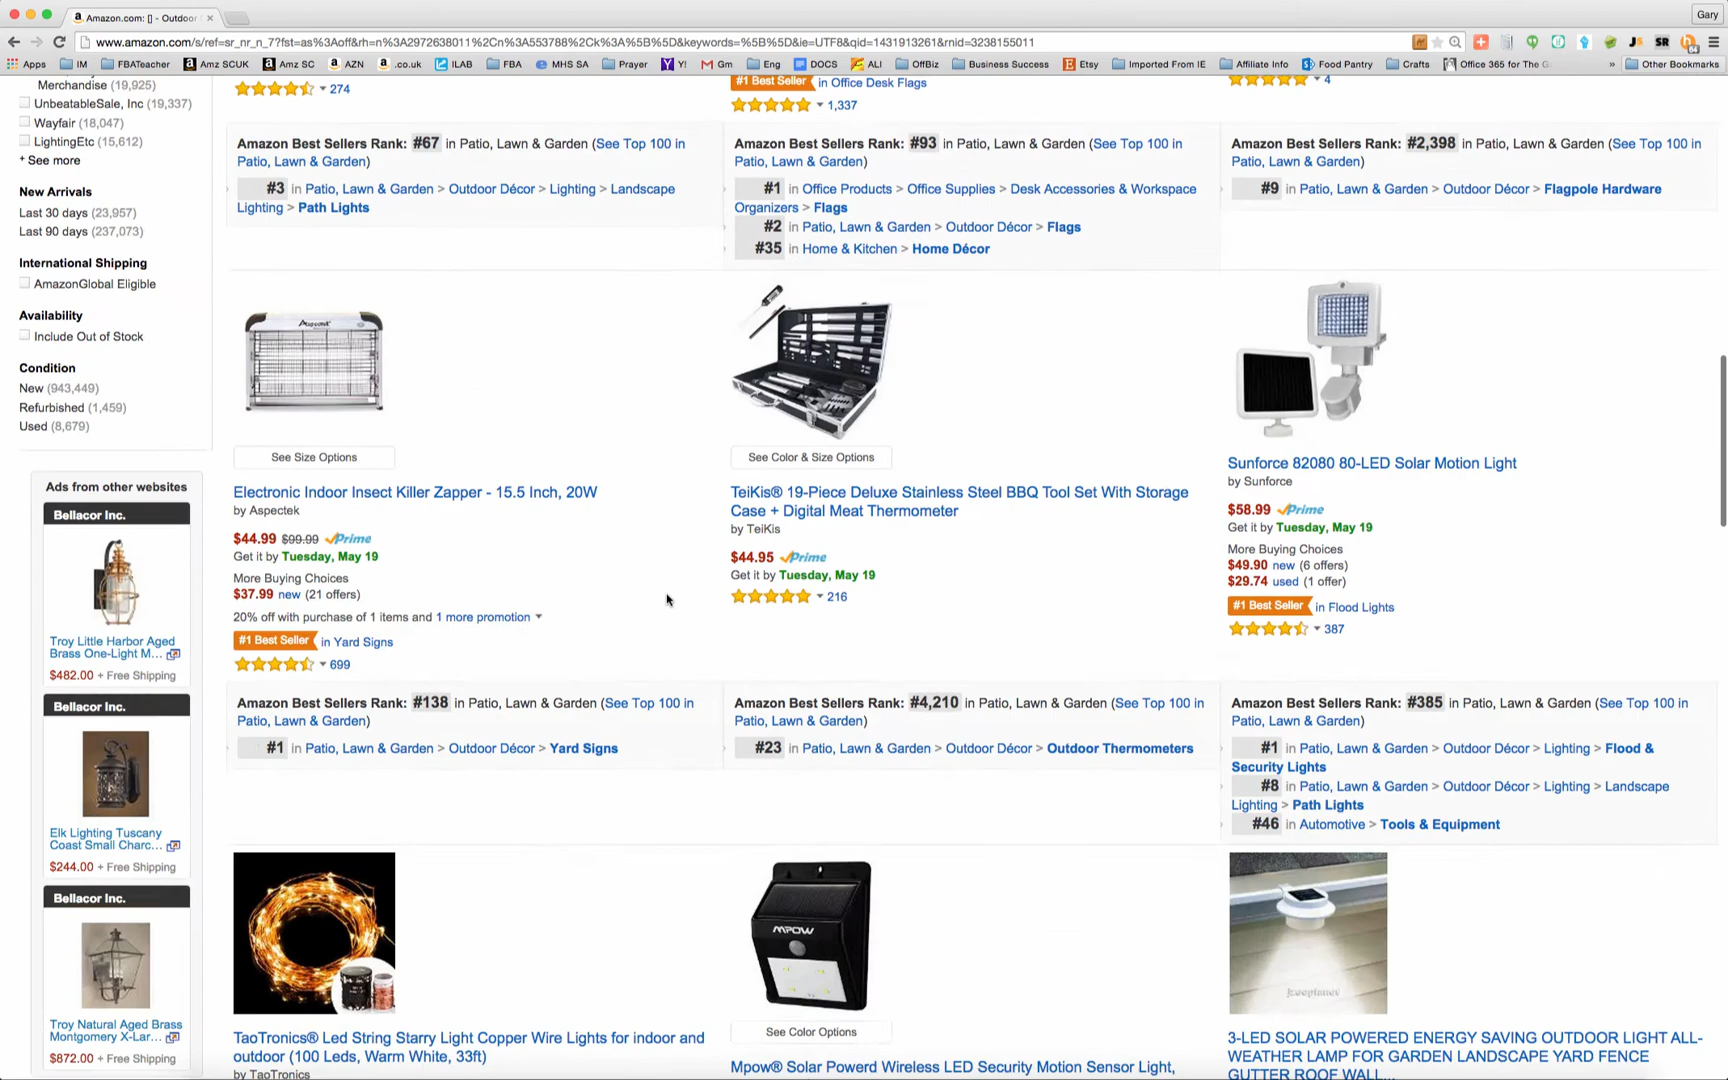 Amazon.com: [] - Outdoor
Gary
www.amazon.com/s/ref=sr_nr_n_7?fst=as%3Aoff&rh=n%3A2972638011%2Cn%3A553788%2Ck%3A%5B%5D&keywords=%5B%5D&ie=UTF8&qid=1431913261&rnid=3238155011
Apps IM FBATeacher Amz SCUK Amz SC AZN .co.uk ILAB FBA MHS SA Prayer Y! Gm Eng DOCS ALI OffBiz Business Success Etsy Imported From IE Affiliate Info Food Pantry Crafts Office 365 for The G » Other Bookmarks
Merchandise (19,925)
UnbeatableSale, Inc (19,337)
Wayfair (18,047)
LightingEtc (15,612)
+ See more
New Arrivals
Last 30 days (23,957)
Last 90 days (237,073)
International Shipping
AmazonGlobal Eligible
Availability
Include Out of Stock
Condition
New (943,449)
Refurbished (1,459)
Used (8,679)
Ads from other websites
Bellacor Inc.
Troy Little Harbor Aged
Brass One-Light M...
$482.00 + Free Shipping
Bellacor Inc.
Elk Lighting Tuscany
Coast Small Charc...
$244.00 + Free Shipping
Bellacor Inc.
Troy Natural Aged Brass
Montgomery X-Lar...
$872.00 + Free Shipping
274
Amazon Best Sellers Rank: #67 in Patio, Lawn & Garden (See Top 100 in
Patio, Lawn & Garden)
#3 in Patio, Lawn & Garden > Outdoor Décor > Lighting > Landscape
Lighting > Path Lights
#1 Best Seller in Office Desk Flags
1,337
Amazon Best Sellers Rank: #93 in Patio, Lawn & Garden (See Top 100 in
Patio, Lawn & Garden)
#1 in Office Products > Office Supplies > Desk Accessories & Workspace
Organizers > Flags
#2 in Patio, Lawn & Garden > Outdoor Décor > Flags
#35 in Home & Kitchen > Home Décor
4
Amazon Best Sellers Rank: #2,398 in Patio, Lawn & Garden (See Top 100 in
Patio, Lawn & Garden)
#9 in Patio, Lawn & Garden > Outdoor Décor > Flagpole Hardware
Aspectek
See Size Options
Electronic Indoor Insect Killer Zapper - 15.5 Inch, 20W
by Aspectek
$44.99 $99.99 Prime
Get it by Tuesday, May 19
More Buying Choices
$37.99 new (21 offers)
20% off with purchase of 1 items and 1 more promotion
#1 Best Seller in Yard Signs
699
Amazon Best Sellers Rank: #138 in Patio, Lawn & Garden (See Top 100 in
Patio, Lawn & Garden)
#1 in Patio, Lawn & Garden > Outdoor Décor > Yard Signs
See Color & Size Options
TeiKis® 19-Piece Deluxe Stainless Steel BBQ Tool Set With Storage
Case + Digital Meat Thermometer
by TeiKis
$44.95 Prime
Get it by Tuesday, May 19
216
Amazon Best Sellers Rank: #4,210 in Patio, Lawn & Garden (See Top 100 in
Patio, Lawn & Garden)
#23 in Patio, Lawn & Garden > Outdoor Décor > Outdoor Thermometers
Sunforce 82080 80-LED Solar Motion Light
by Sunforce
$58.99 Prime
Get it by Tuesday, May 19
More Buying Choices
$49.90 new (6 offers)
$29.74 used (1 offer)
#1 Best Seller in Flood Lights
387
Amazon Best Sellers Rank: #385 in Patio, Lawn & Garden (See Top 100 in
Patio, Lawn & Garden)
#1 in Patio, Lawn & Garden > Outdoor Décor > Lighting > Flood &
Security Lights
#8 in Patio, Lawn & Garden > Outdoor Décor > Lighting > Landscape
Lighting > Path Lights
#46 in Automotive > Tools & Equipment
TaoTronics® Led String Starry Light Copper Wire Lights for indoor and
outdoor (100 Leds, Warm White, 33ft)
by TaoTronics
MPOW
See Color Options
Mpow® Solar Powerd Wireless LED Security Motion Sensor Light,
3-LED SOLAR POWERED ENERGY SAVING OUTDOOR LIGHT ALL-
WEATHER LAMP FOR GARDEN LANDSCAPE YARD FENCE
GUTTER ROOF WALL...